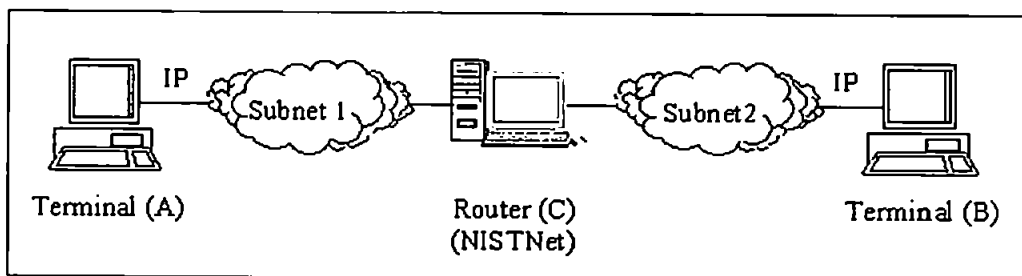 IP
Subnet 1
Subnet2
IP
Terminal (A)
Router (C)
(NISTNet)
Terminal (B)